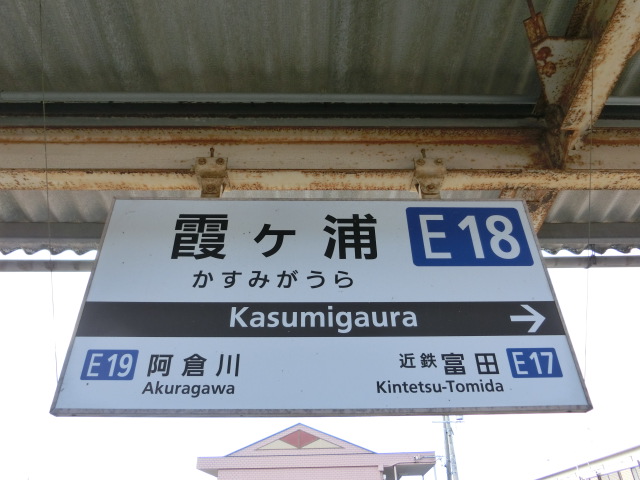 霞ヶ浦 E18
かすみがうら
Kasumigaura →
E19 阿倉川 近鉄富田 E17
Akuragawa Kintetsu-Tomida